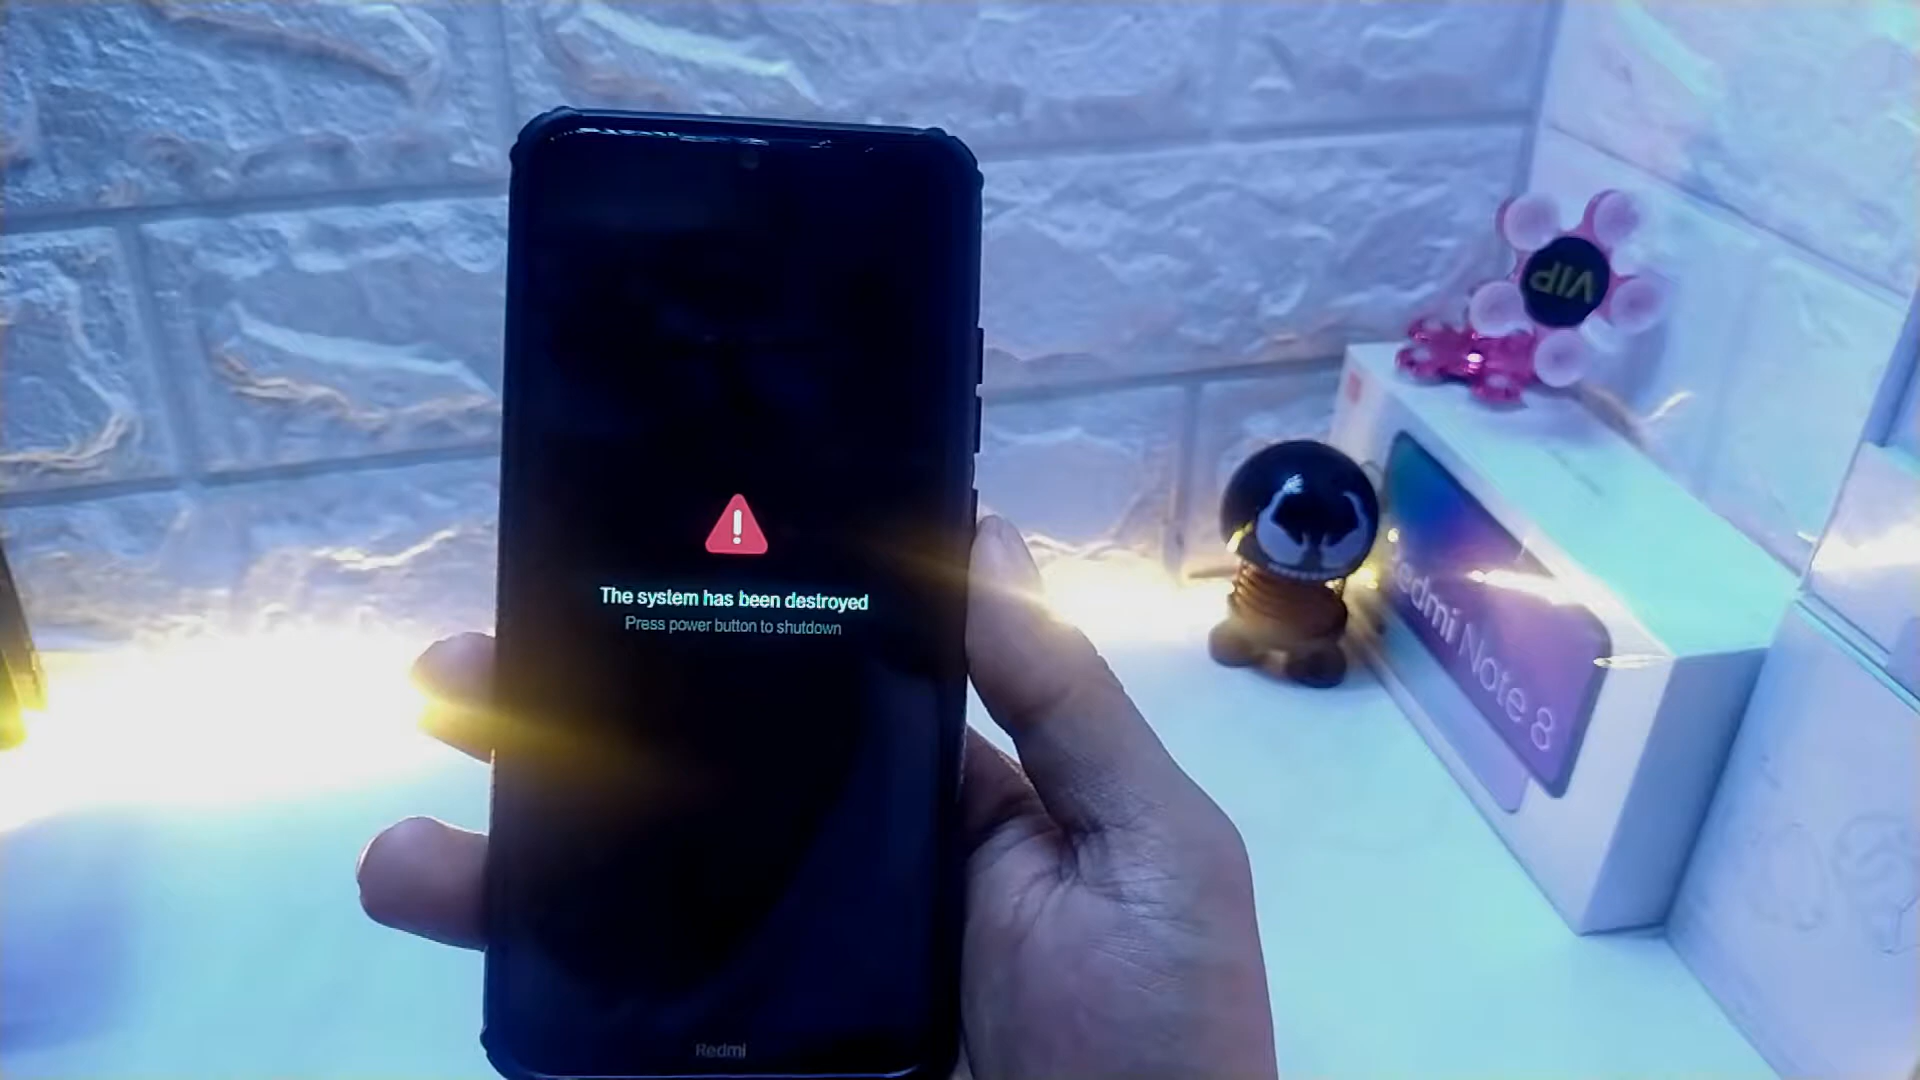 The system has been destroyed
Press power button to shutdown
Redmi
VIP
Redmi Note 8